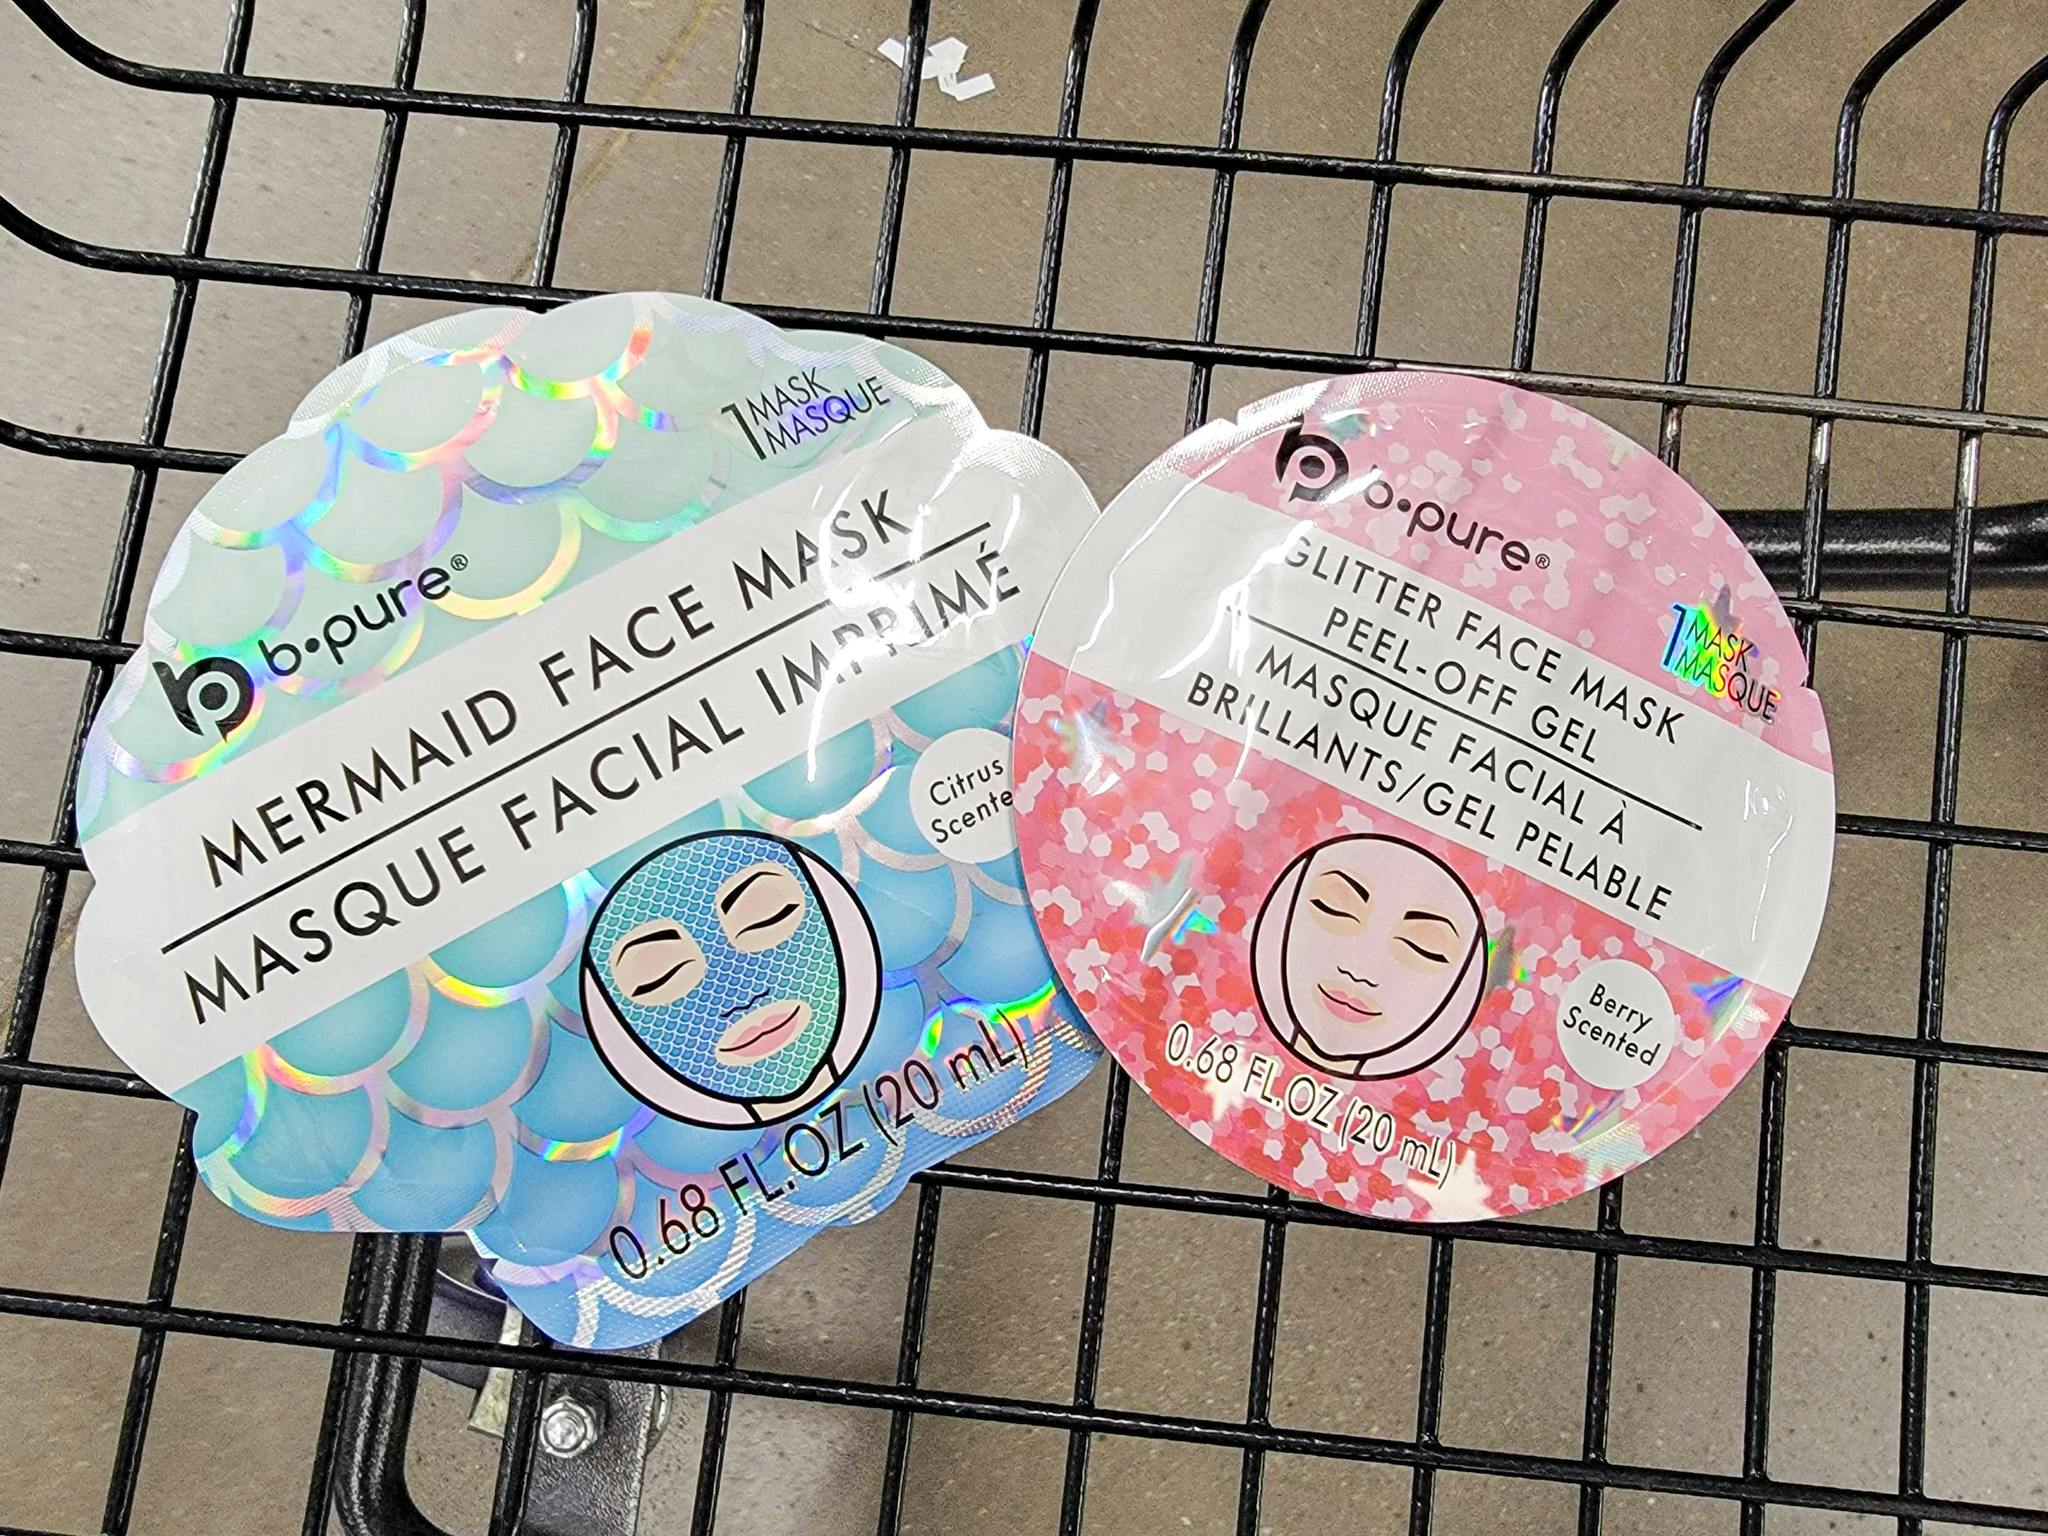 1 MASK
MASQUE
b•pure®
MERMAID FACE MASK
MASQUE FACIAL IMPRIMÉ
Citrus
Scente
0.68 FL.OZ (20 mL)
b•pure®
GLITTER FACE MASK
PEEL-OFF GEL
MASQUE FACIAL À
BRILLANTS/GEL PELABLE
1 MASK
MASQUE
Berry
Scented
0.68 FL.OZ (20 mL)